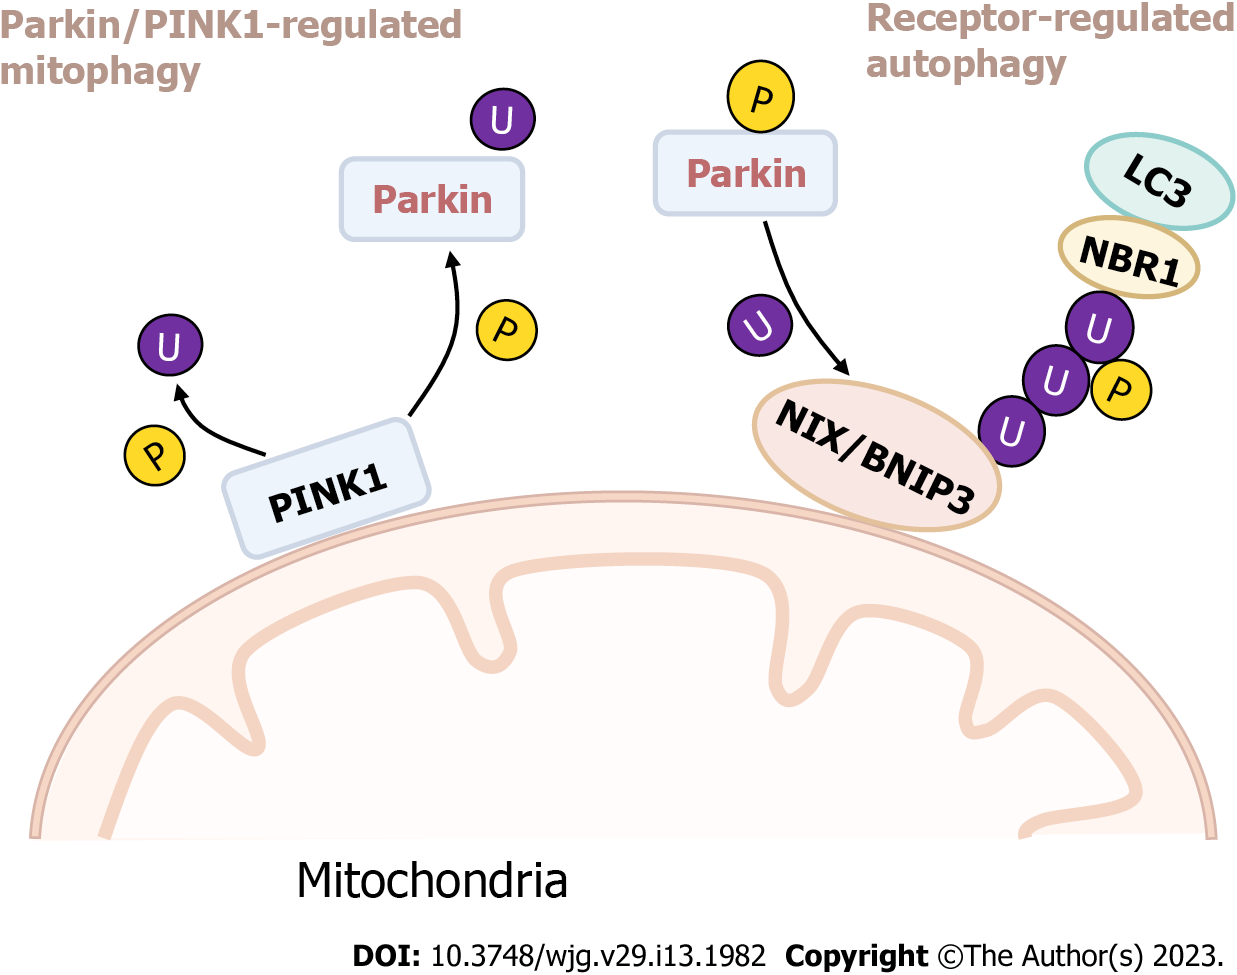 Parkin/PINK1-regulated
mitophagy
Receptor-regulated
autophagy
U
Parkin
P
U
P
PINK1
P
Parkin
U
NIX/BNIP3
LC3
NBR1
U
U
P
U
Mitochondria
DOI: 10.3748/wjg.v29.i13.1982 Copyright ©The Author(s) 2023.